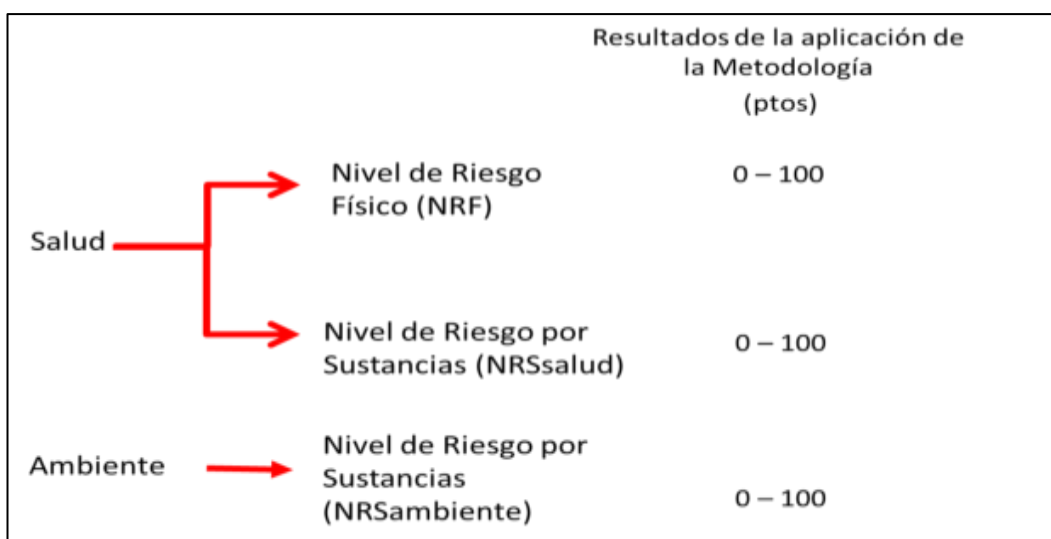 Resultados de la aplicación de
la Metodología
(ptos)
Nivel de Riesgo
Físico (NRF)
0 – 100
Salud
Nivel de Riesgo por
Sustancias (NRSsalud)
0 – 100
Ambiente
Nivel de Riesgo por
Sustancias
(NRSambiente)
0 – 100